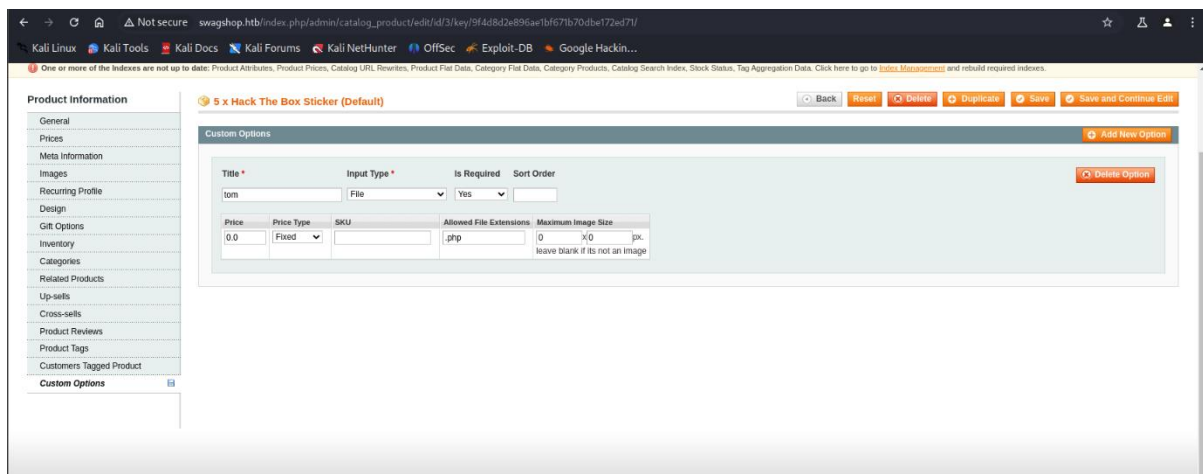 Not secure swagshop.htb/index.php/admin/catalog_product/edit/id/3/key/9f4d8d2e896ae1bf671b70dbe172ed71/
Kali Linux Kali Tools Kali Docs Kali Forums Kali NetHunter OffSec Exploit-DB Google Hackin...
One or more of the Indexes are not up to date: Product Attributes, Product Prices, Catalog URL Rewrites, Product Flat Data, Category Flat Data, Category Products, Catalog Search Index, Stock Status, Tag Aggregation Data. Click here to go to Index Management and rebuild required indexes.
Product Information
General
Prices
Meta Information
Images
Recurring Profile
Design
Gift Options
Inventory
Categories
Related Products
Up-sells
Cross-sells
Product Reviews
Product Tags
Customers Tagged Product
Custom Options
5 x Hack The Box Sticker (Default)
Back Reset Delete Duplicate Save Save and Continue Edit
Custom Options Add New Option
Title * Input Type * Is Required Sort Order Delete Option
tom File Yes
Price Price Type SKU Allowed File Extensions Maximum Image Size
0.0 Fixed .php 0 x 0 px.
leave blank if its not an image